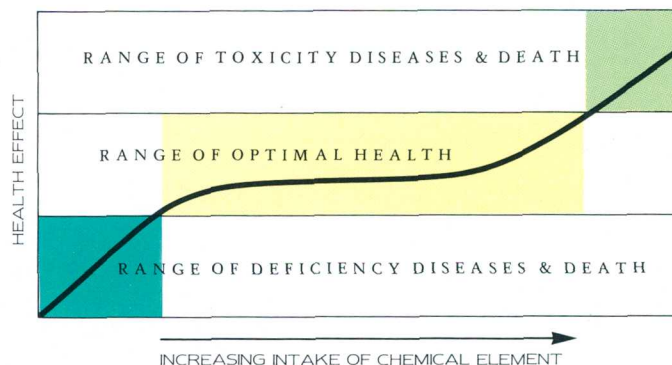 RANGE OF TOXICITY DISEASES & DEATH
HEALTH EFFECT
RANGE OF OPTIMAL HEALTH
RANGE OF DEFICIENCY DISEASES & DEATH
INCREASING INTAKE OF CHEMICAL ELEMENT